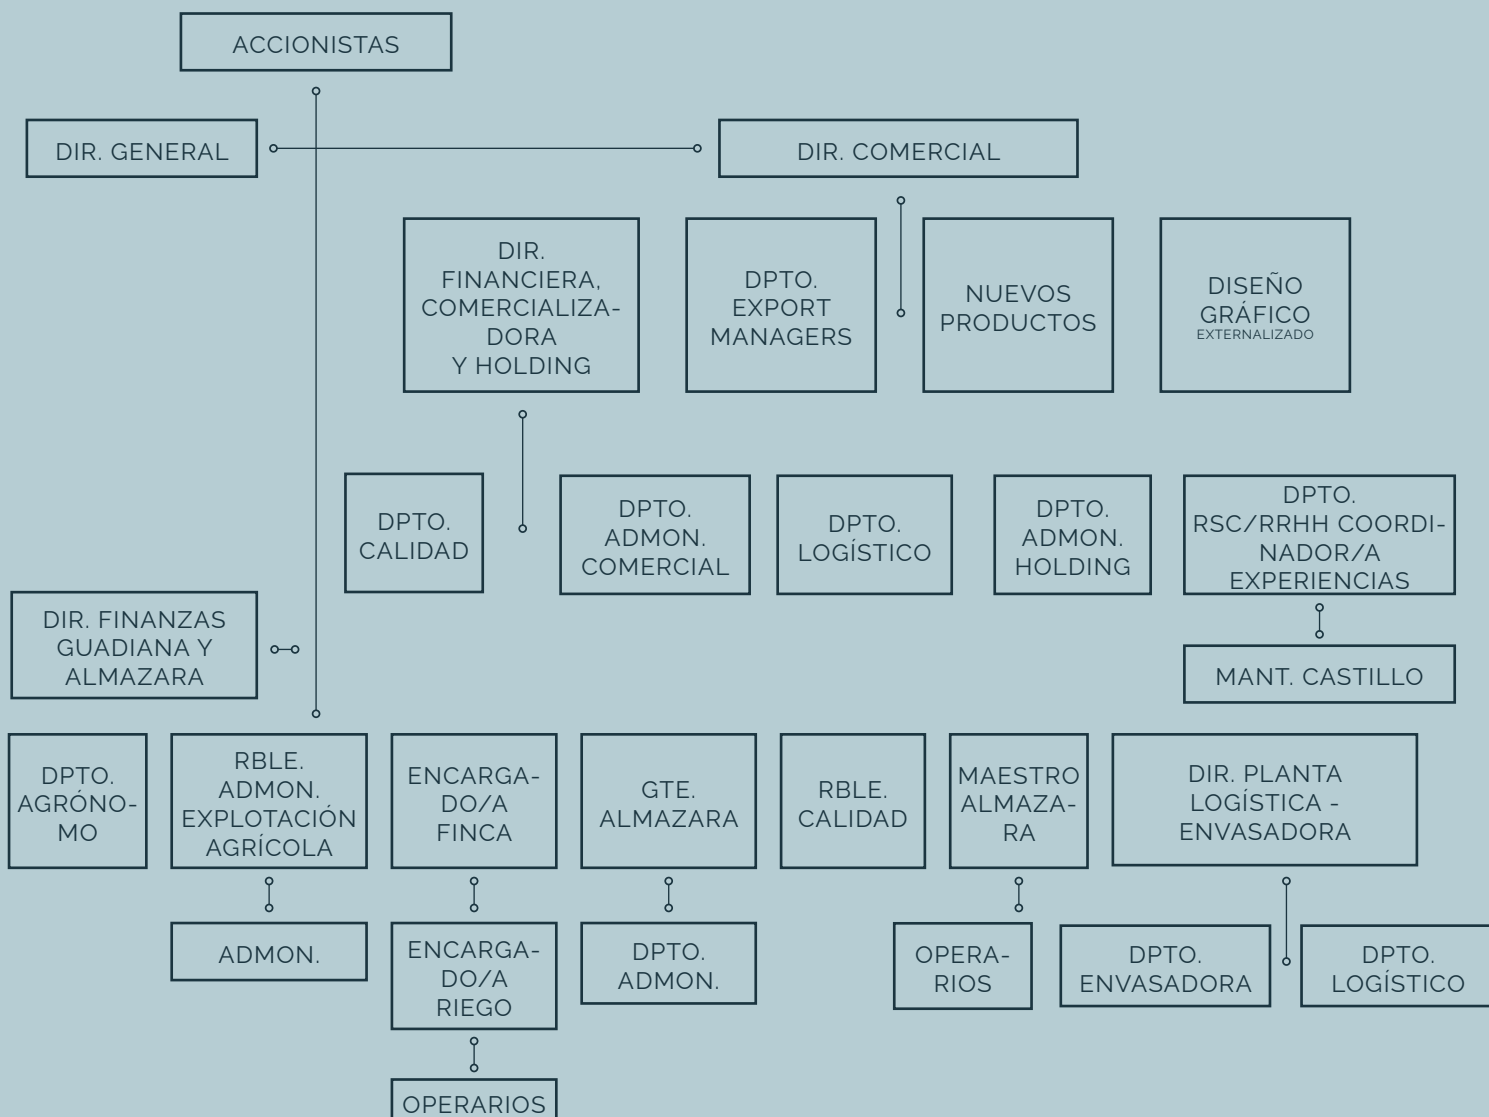 ACCIONISTAS
DIR. GENERAL
DIR. COMERCIAL
DIR.
FINANCIERA,
COMERCIALIZA-
DORA
Y HOLDING
DPTO.
EXPORT
MANAGERS
NUEVOS
PRODUCTOS
DISEÑO
GRÁFICO
EXTERNALIZADO
DPTO.
CALIDAD
DPTO.
ADMON.
COMERCIAL
DPTO.
LOGÍSTICO
DPTO.
ADMON.
HOLDING
DPTO.
RSC/RRHH COORDI-
NADOR/A
EXPERIENCIAS
DIR. FINANZAS
GUADIANA Y
ALMAZARA
MANT. CASTILLO
DPTO.
AGRÓNO-
MO
RBLE.
ADMON.
EXPLOTACIÓN
AGRÍCOLA
ENCARGA-
DO/A
FINCA
GTE.
ALMAZARA
RBLE.
CALIDAD
MAESTRO
ALMAZA-
RA
DIR. PLANTA
LOGÍSTICA -
ENVASADORA
ADMON.
ENCARGA-
DO/A
RIEGO
DPTO.
ADMON.
OPERA-
RIOS
DPTO.
ENVASADORA
DPTO.
LOGÍSTICO
OPERARIOS